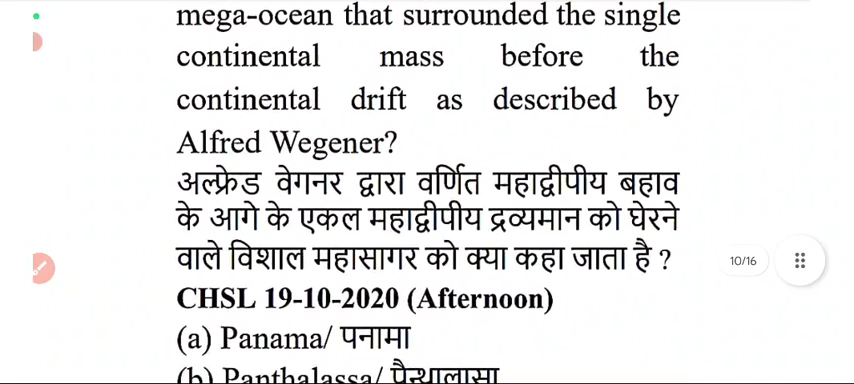 mega-ocean that surrounded the single
continental mass before the
continental drift as described by
Alfred Wegener?
अल्फ्रेड वेगनर द्वारा वर्णित महाद्वीपीय बहाव
के आगे के एकल महाद्वीपीय द्रव्यमान को घेरने
वाले विशाल महासागर को क्या कहा जाता है ?
10/16
CHSL 19-10-2020 (Afternoon)
(a) Panama/ पनामा
(b) Panthalassa/ पैन्थालासा